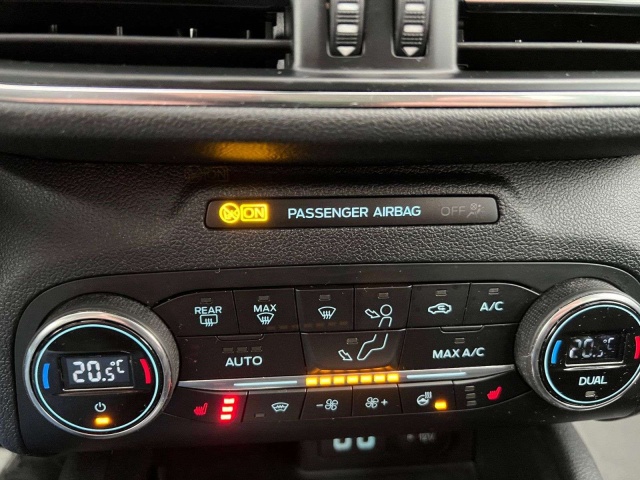 ON PASSENGER AIRBAG OFF
REAR MAX A/C
20.5°C AUTO MAX A/C 20.5°C
DUAL
- +